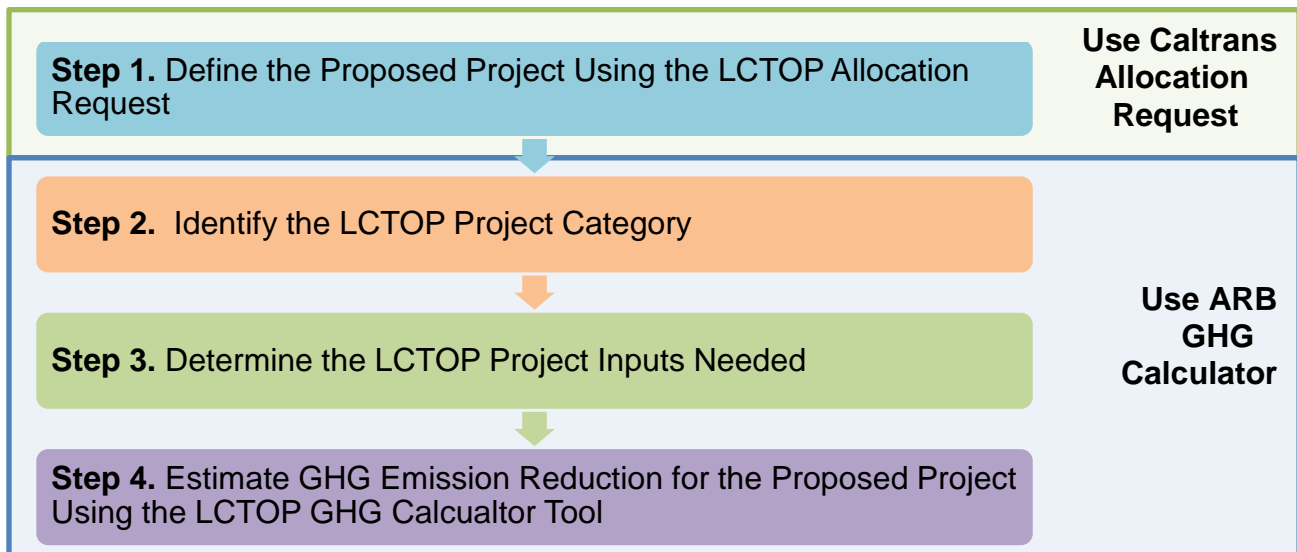 Step 1. Define the Proposed Project Using the LCTOP Allocation
Request
Use Caltrans
Allocation
Request
Step 2. Identify the LCTOP Project Category
Step 3. Determine the LCTOP Project Inputs Needed
Use ARB
GHG
Calculator
Step 4. Estimate GHG Emission Reduction for the Proposed Project
Using the LCTOP GHG Calcualtor Tool